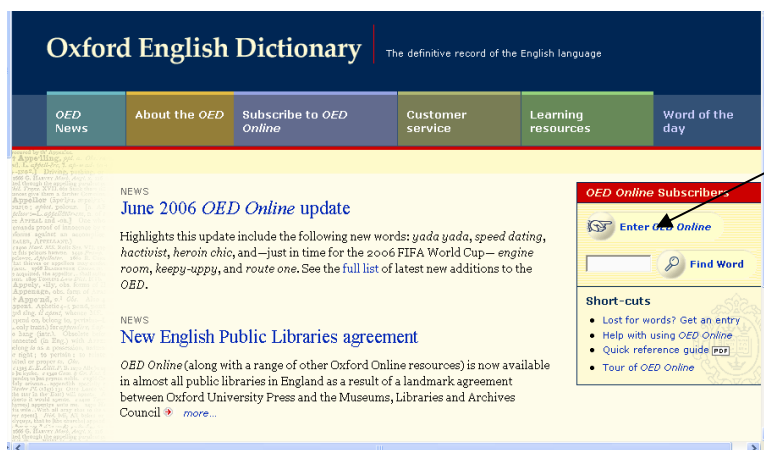 Oxford English Dictionary
The definitive record of the English language
OED
News
About the OED
Subscribe to OED
Online
Customer
service
Learning
resources
Word of the
day
NEWS
June 2006 OED Online update
Highlights this update include the following new words: yada yada, speed dating,
hactivist, heroin chic, and—just in time for the 2006 FIFA World Cup— engine
room, keepy-uppy, and route one. See the full list of latest new additions to the
OED.
NEWS
New English Public Libraries agreement
OED Online (along with a range of other Oxford Online resources) is now available
in almost all public libraries in England as a result of a landmark agreement
between Oxford University Press and the Museums, Libraries and Archives
Council more...
OED Online Subscribers
Enter OED Online
Find Word
Short-cuts
Lost for words? Get an entry
Help with using OED Online
Quick reference guide PDF
Tour of OED Online